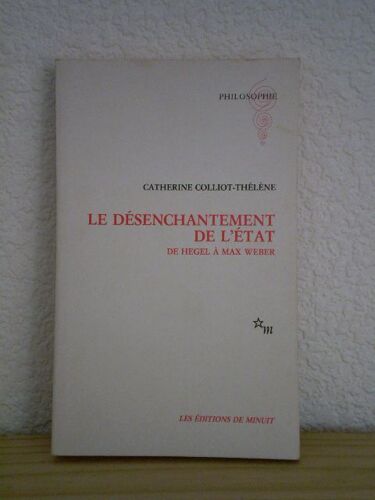 PHILOSOPHIE
CATHERINE COLLIOT-THÉLÈNE
LE DÉSENCHANTEMENT
DE L'ÉTAT
DE HEGEL À MAX WEBER
m
LES ÉDITIONS DE MINUIT